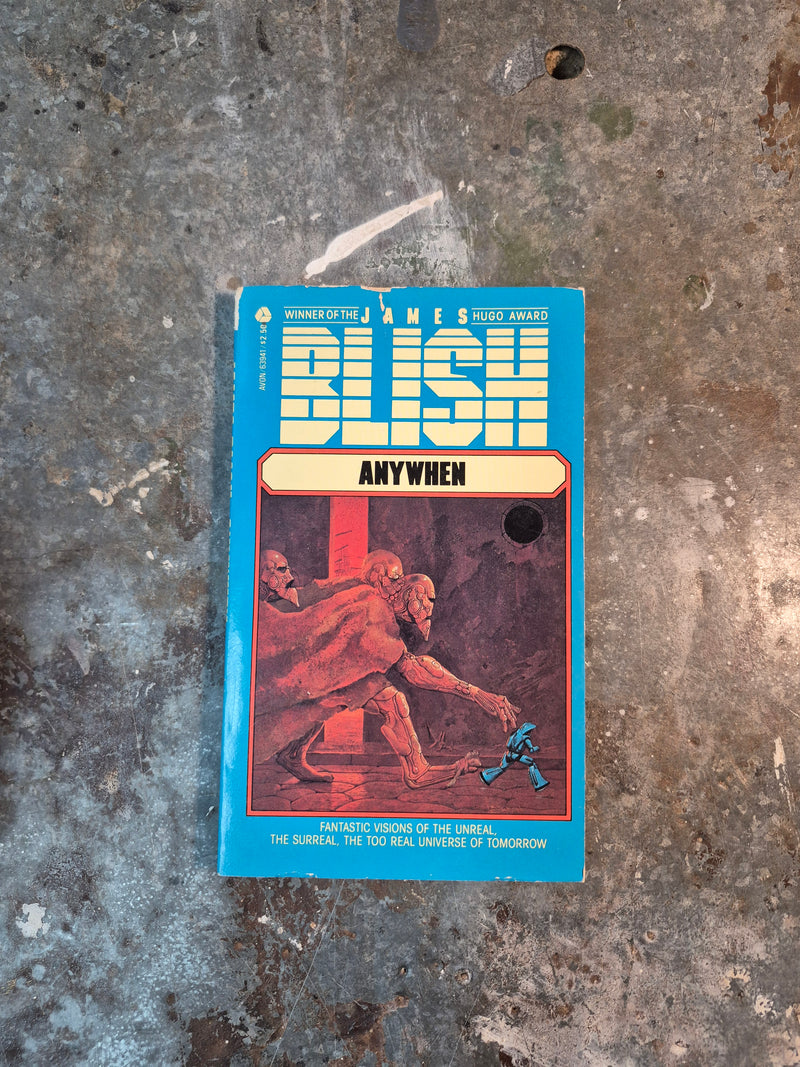 WINNER OF THE JAMES HUGO AWARD
BLISH
AVON/63941/$2.50
ANYWHEN
FANTASTIC VISIONS OF THE UNREAL,
THE SURREAL, THE TOO REAL UNIVERSE OF TOMORROW